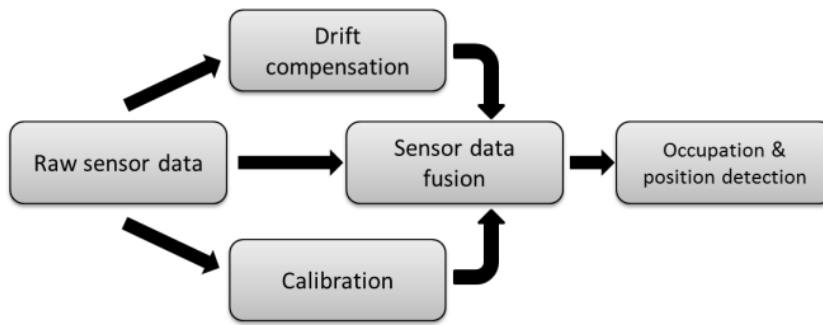 Drift
compensation
Raw sensor data
Sensor data
fusion
Occupation &
position detection
Calibration